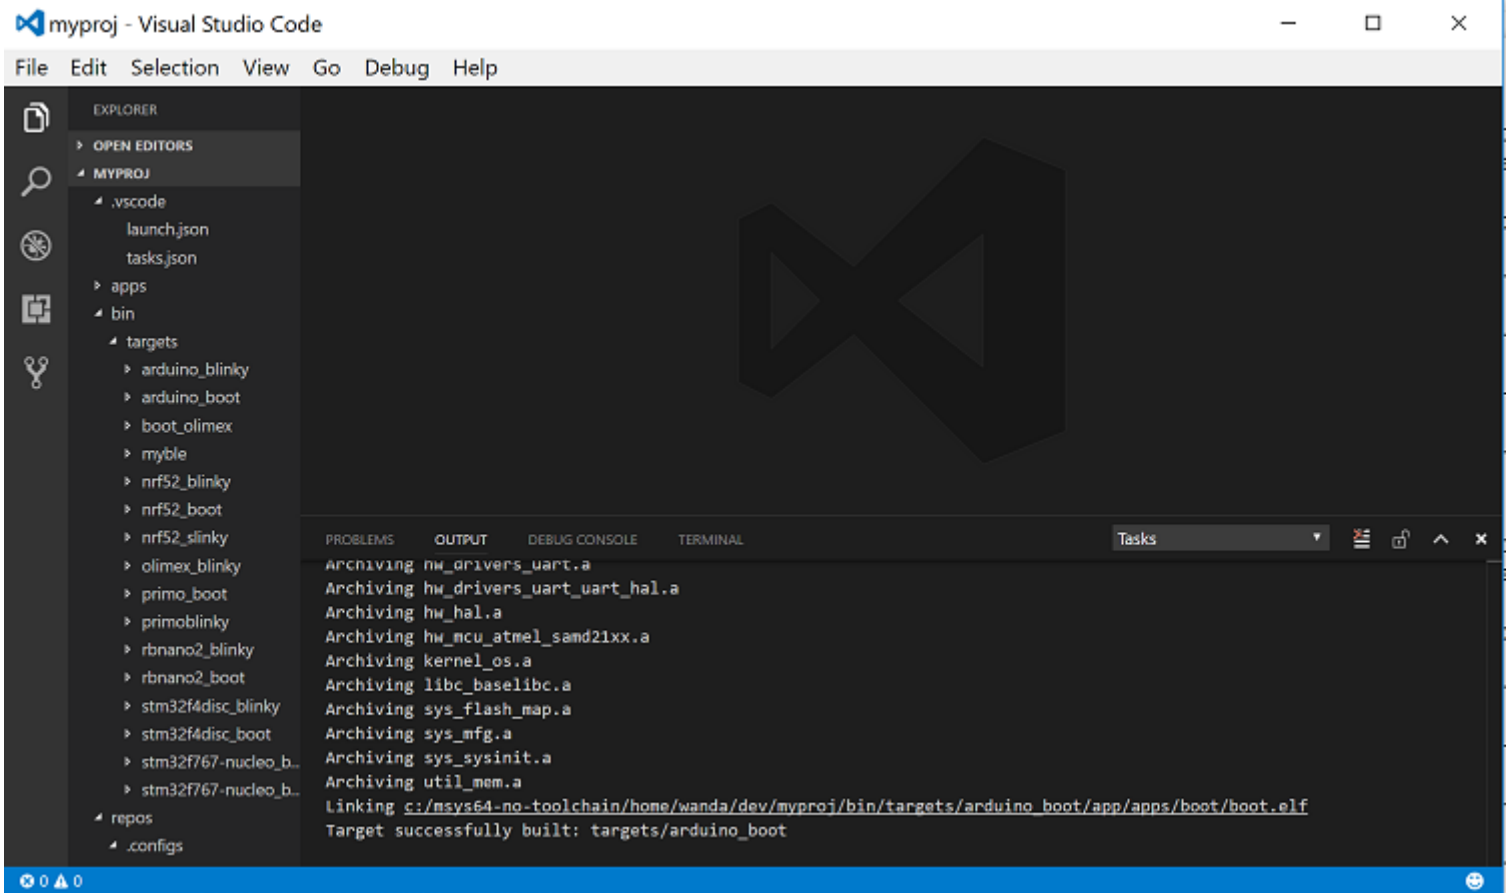 myproj - Visual Studio Code
File Edit Selection View Go Debug Help
EXPLORER
OPEN EDITORS
MYPROJ
.vscode
launch.json
tasks.json
apps
bin
targets
arduino_blinky
arduino_boot
boot_olimex
myble
nrf52_blinky
nrf52_boot
nrf52_slinky
olimex_blinky
primo_boot
primoblinky
rbnano2_blinky
rbnano2_boot
stm32f4disc_blinky
stm32f4disc_boot
stm32f767-nucleo_b...
stm32f767-nucleo_b...
repos
.configs
PROBLEMS OUTPUT DEBUG CONSOLE TERMINAL Tasks
Archiving hw_drivers_uart.a
Archiving hw_drivers_uart_uart_hal.a
Archiving hw_hal.a
Archiving hw_mcu_atmel_samd21xx.a
Archiving kernel_os.a
Archiving libc_baselibc.a
Archiving sys_flash_map.a
Archiving sys_mfg.a
Archiving sys_sysinit.a
Archiving util_mem.a
Linking c:/msys64-no-toolchain/home/wanda/dev/myproj/bin/targets/arduino_boot/app/apps/boot/boot.elf
Target successfully built: targets/arduino_boot
0 0